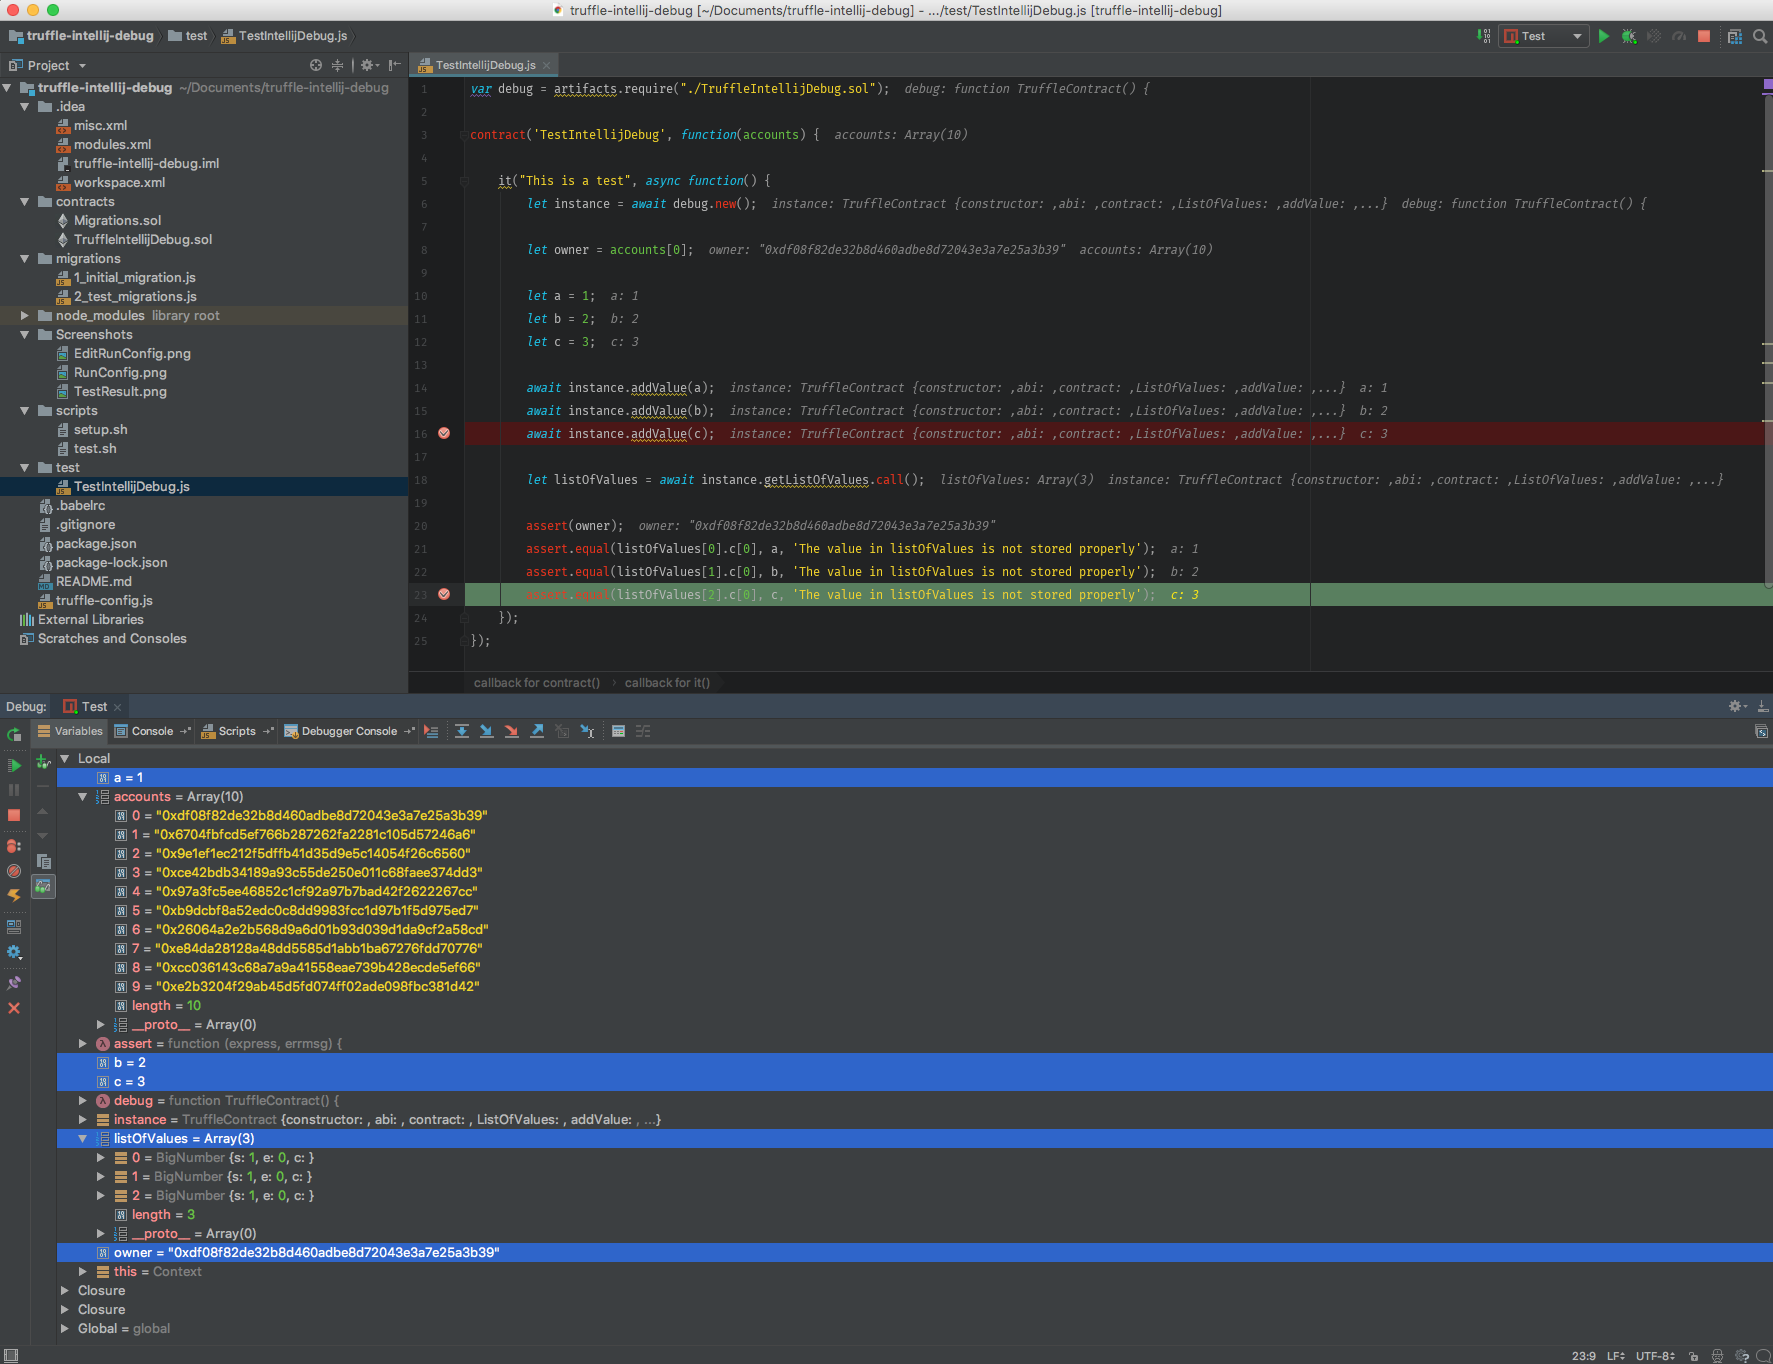 truffle-intellij-debug [~/Documents/truffle-intellij-debug] - .../test/TestIntellijDebug.js [truffle-intellij-debug]
truffle-intellij-debug test TestIntellijDebug.js Test
Project
TestIntellijDebug.js
truffle-intellij-debug ~/Documents/truffle-intellij-debug
.idea
misc.xml
modules.xml
truffle-intellij-debug.iml
workspace.xml
contracts
Migrations.sol
TruffleIntellijDebug.sol
migrations
1_initial_migration.js
2_test_migrations.js
node_modules library root
Screenshots
EditRunConfig.png
RunConfig.png
TestResult.png
scripts
setup.sh
test.sh
test
TestIntellijDebug.js
.babelrc
.gitignore
package.json
package-lock.json
README.md
truffle-config.js
External Libraries
Scratches and Consoles
1 var debug = artifacts.require("./TruffleIntellijDebug.sol"); debug: function TruffleContract() {
2
3 contract('TestIntellijDebug', function(accounts) { accounts: Array(10)
4
5 it("This is a test", async function() {
6 let instance = await debug.new(); instance: TruffleContract {constructor: ,abi: ,contract: ,ListOfValues: ,addValue: ,...} debug: function TruffleContract() {
7
8 let owner = accounts[0]; owner: "0xdf08f82de32b8d460adbe8d72043e3a7e25a3b39" accounts: Array(10)
9
10 let a = 1; a: 1
11 let b = 2; b: 2
12 let c = 3; c: 3
13
14 await instance.addValue(a); instance: TruffleContract {constructor: ,abi: ,contract: ,ListOfValues: ,addValue: ,...} a: 1
15 await instance.addValue(b); instance: TruffleContract {constructor: ,abi: ,contract: ,ListOfValues: ,addValue: ,...} b: 2
16 await instance.addValue(c); instance: TruffleContract {constructor: ,abi: ,contract: ,ListOfValues: ,addValue: ,...} c: 3
17
18 let listOfValues = await instance.getListOfValues.call(); listOfValues: Array(3) instance: TruffleContract {constructor: ,abi: ,contract: ,ListOfValues: ,addValue: ,...}
19
20 assert(owner); owner: "0xdf08f82de32b8d460adbe8d72043e3a7e25a3b39"
21 assert.equal(listOfValues[0].c[0], a, 'The value in listOfValues is not stored properly'); a: 1
22 assert.equal(listOfValues[1].c[0], b, 'The value in listOfValues is not stored properly'); b: 2
23 assert.equal(listOfValues[2].c[0], c, 'The value in listOfValues is not stored properly'); c: 3
24 });
25 });
callback for contract() › callback for it()
Debug: Test
Variables Console Scripts Debugger Console
Local
a = 1
accounts = Array(10)
0 = "0xdf08f82de32b8d460adbe8d72043e3a7e25a3b39"
1 = "0x6704fbfcd5ef766b287262fa2281c105d57246a6"
2 = "0x9e1ef1ec212f5dffb41d35d9e5c14054f26c6560"
3 = "0xce42bdb34189a93c55de250e011c68faee374dd3"
4 = "0x97a3fc5ee46852c1cf92a97b7bad42f2622267cc"
5 = "0xb9dcbf8a52edc0c8dd9983fcc1d97b1f5d975ed7"
6 = "0x26064a2e2b568d9a6d01b93d039d1da9cf2a58cd"
7 = "0xe84da28128a48dd5585d1abb1ba67276fdd70776"
8 = "0xcc036143c68a7a9a41558eae739b428ecde5ef66"
9 = "0xe2b3204f29ab45d5fd074ff02ade098fbc381d42"
length = 10
__proto__ = Array(0)
assert = function (express, errmsg) {
b = 2
c = 3
debug = function TruffleContract() {
instance = TruffleContract {constructor: , abi: , contract: , ListOfValues: , addValue: , ...}
listOfValues = Array(3)
0 = BigNumber {s: 1, e: 0, c: }
1 = BigNumber {s: 1, e: 0, c: }
2 = BigNumber {s: 1, e: 0, c: }
length = 3
__proto__ = Array(0)
owner = "0xdf08f82de32b8d460adbe8d72043e3a7e25a3b39"
this = Context
Closure
Closure
Global = global
23:9 LF UTF-8